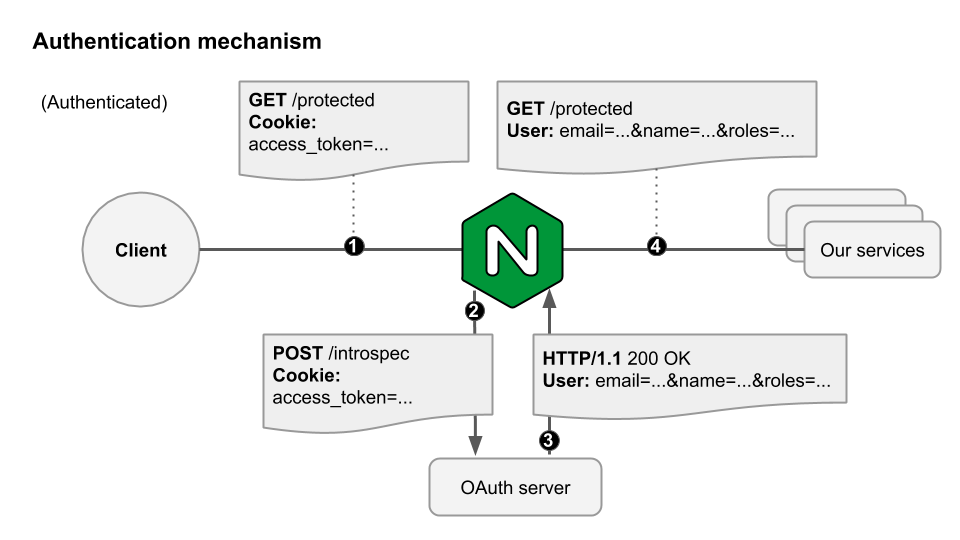 Authentication mechanism
(Authenticated)
GET /protected
Cookie:
access_token=...
GET /protected
User: email=...&name=...&roles=...
Client
1
N
4
Our services
2
POST /introspec
Cookie:
access_token=...
HTTP/1.1 200 OK
User: email=...&name=...&roles=...
3
OAuth server